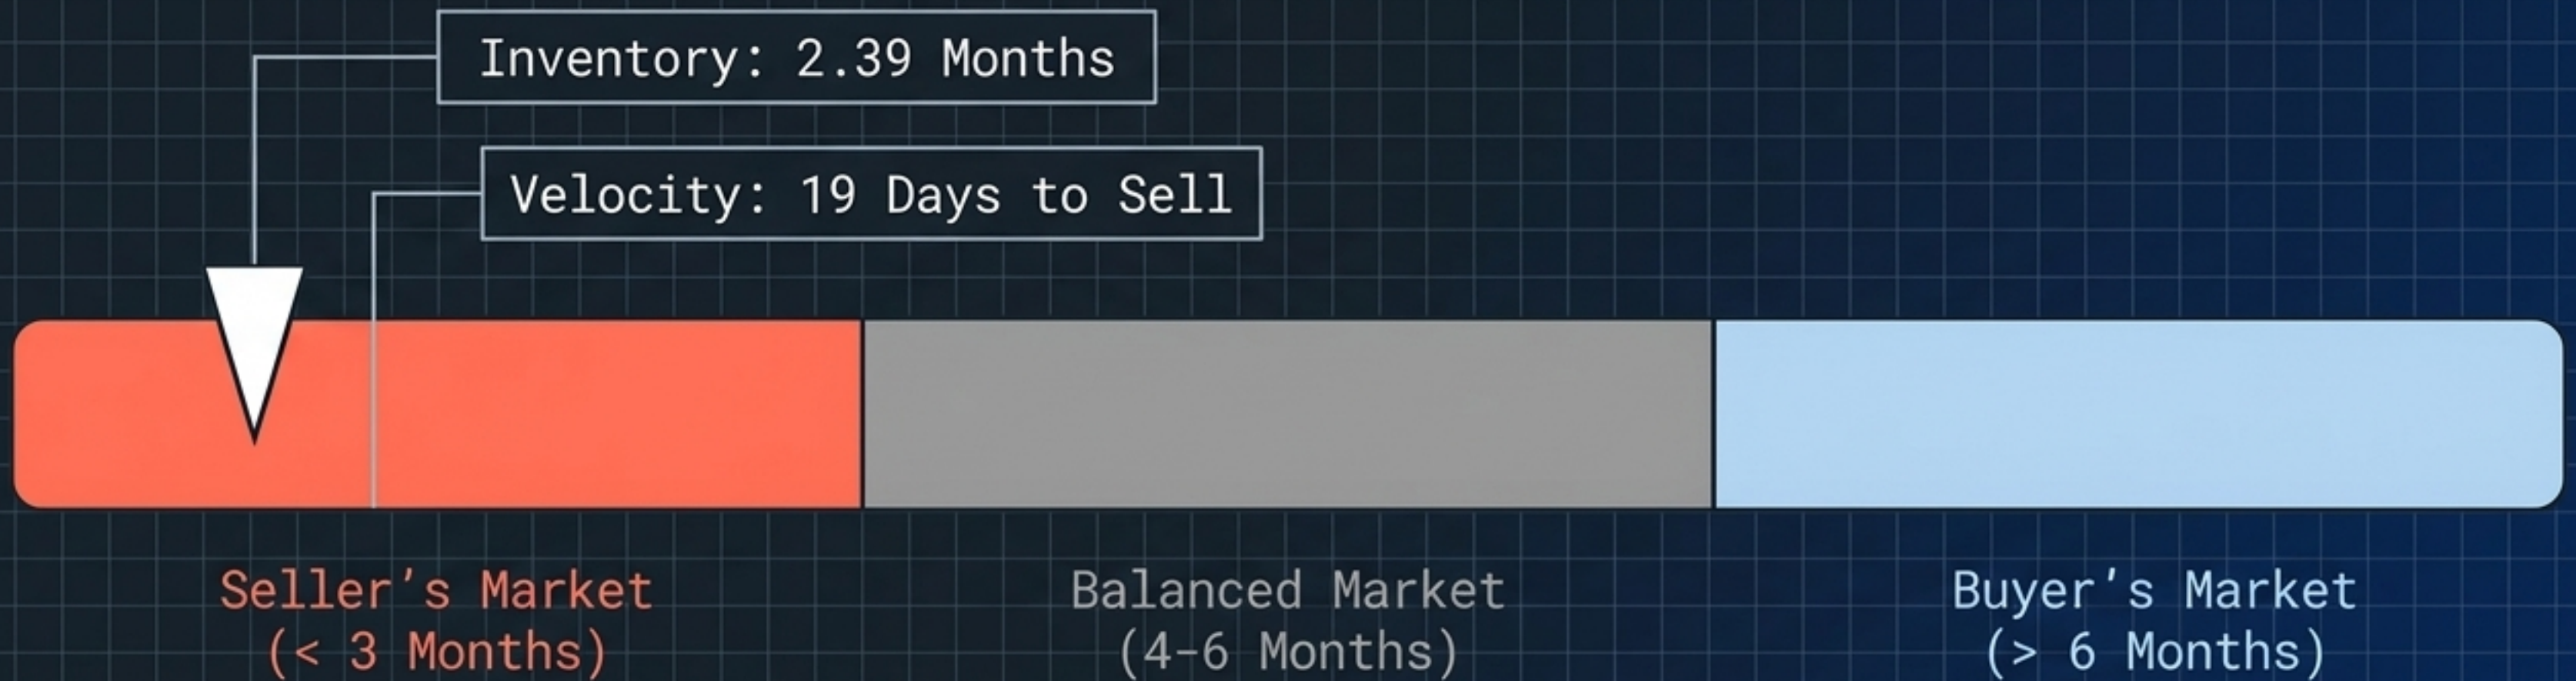 Inventory: 2.39 Months
Velocity: 19 Days to Sell
Seller’s Market
(< 3 Months)
Balanced Market
(4-6 Months)
Buyer’s Market
(> 6 Months)